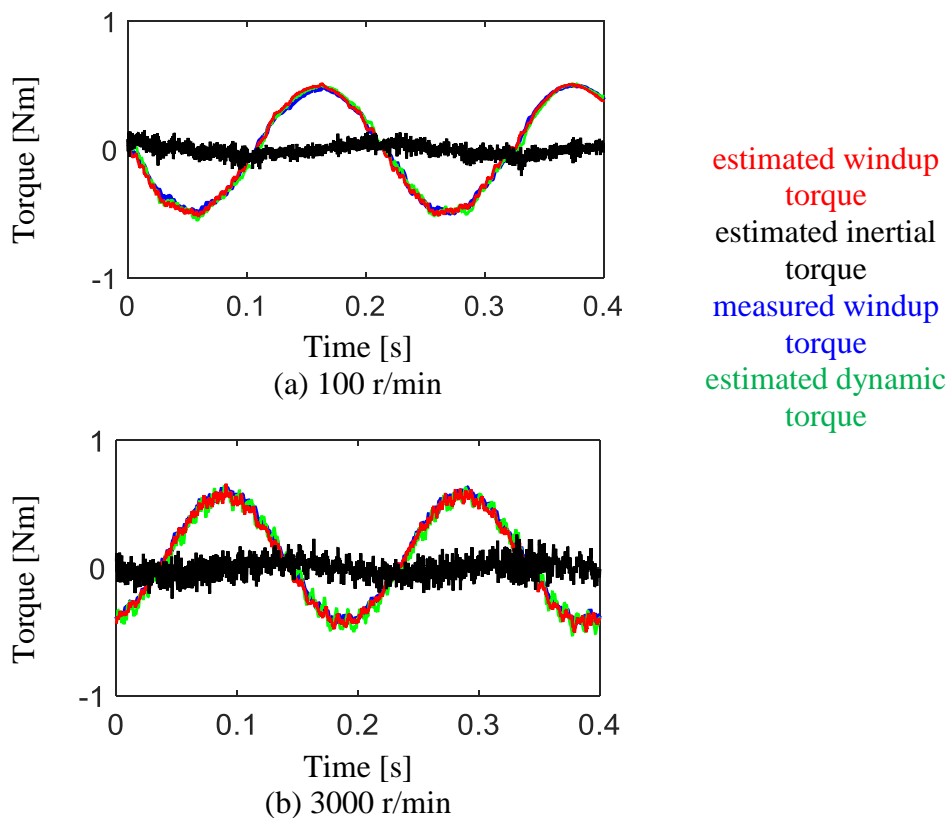 1
Torque [Nm]
0
-1
0 0.1 0.2 0.3 0.4
Time [s]
(a) 100 r/min
estimated windup
torque
estimated inertial
torque
measured windup
torque
estimated dynamic
torque
1
Torque [Nm]
0
-1
0 0.1 0.2 0.3 0.4
Time [s]
(b) 3000 r/min